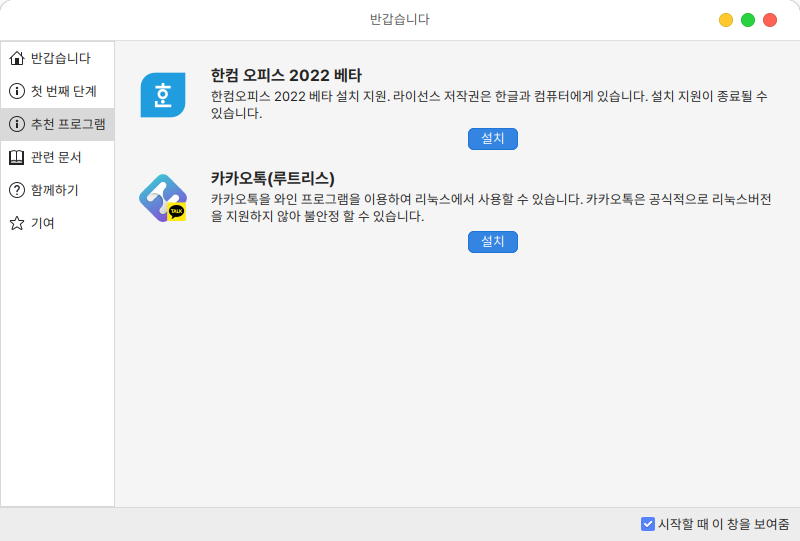 반갑습니다
반갑습니다
첫 번째 단계
추천 프로그램
관련 문서
함께하기
기여
한컴 오피스 2022 베타
한컴오피스 2022 베타 설치 지원. 라이선스 저작권은 한글과 컴퓨터에게 있습니다. 설치 지원이 종료될 수
있습니다.
설치
TALK
카카오톡(루트리스)
카카오톡을 와인 프로그램을 이용하여 리눅스에서 사용할 수 있습니다. 카카오톡은 공식적으로 리눅스버전
을 지원하지 않아 불안정 할 수 있습니다.
설치
시작할 때 이 창을 보여줌